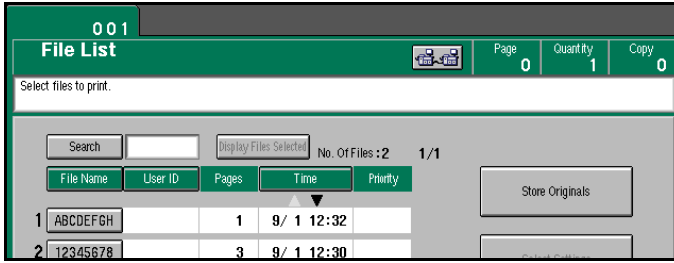 001
File List Page Quantity Copy
0 1 0
Select files to print.
Search Display Files Selected No. Of Files :2 1/1
File Name User ID Pages Time Priority
Store Originals
1 ABCDEFGH 1 9/ 1 12:32
2 12345678 3 9/ 1 12:30
Select Settings